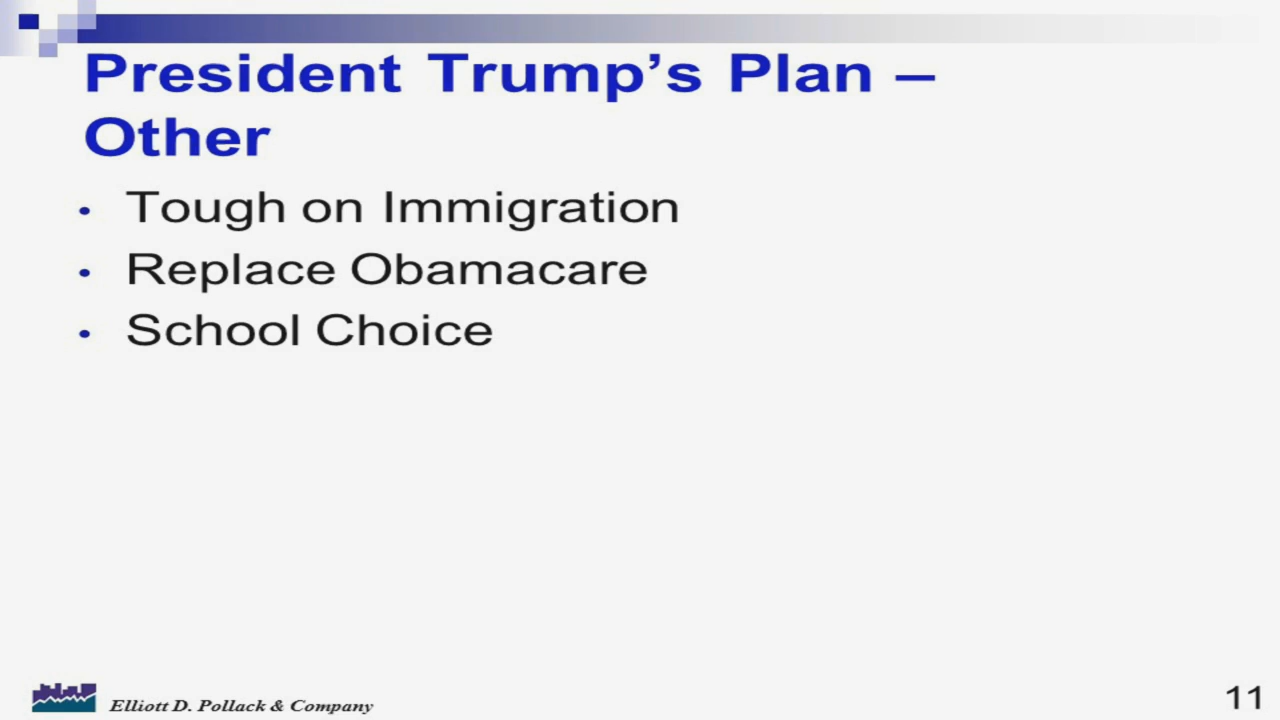 President Trump’s Plan –
Other
• Tough on Immigration
• Replace Obamacare
• School Choice
Elliott D. Pollack & Company
11